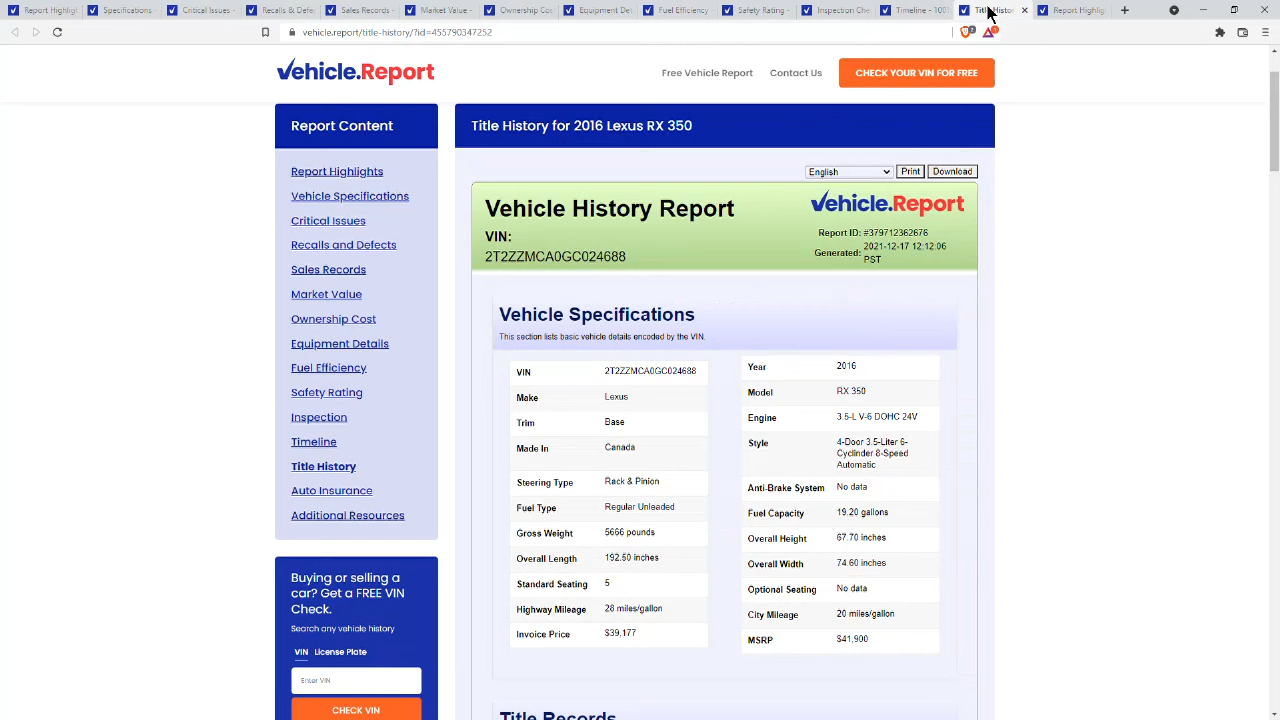 Report Highlig
Specifications -
Critical Issues -
Recalls & Defe
Sales Records -
Market Value -
Ownership Cos
Equipment Det
Fuel Efficiency
Safety Rating -
Inspection Che
Timeline - 100
Title Histor
Report Highlig
vehicle.report/title-history/?id=455790347252
vehicle.Report
Free Vehicle Report
Contact Us
CHECK YOUR VIN FOR FREE
Report Content
Report Highlights
Vehicle Specifications
Critical Issues
Recalls and Defects
Sales Records
Market Value
Ownership Cost
Equipment Details
Fuel Efficiency
Safety Rating
Inspection
Timeline
Title History
Auto Insurance
Additional Resources
Buying or selling a
car? Get a FREE VIN
Check.
Search any vehicle history
VIN License Plate
Enter VIN
CHECK VIN
Title History for 2016 Lexus RX 350
English
Print
Download
Vehicle History Report
VIN:
2T2ZZMCA0GC024688
vehicle.Report
Report ID: #379712362676
Generated: 2021-12-17 12:12:06
PST
Vehicle Specifications
This section lists basic vehicle details encoded by the VIN.
VIN 2T2ZZMCA0GC024688
Make Lexus
Trim Base
Made In Canada
Steering Type Rack & Pinion
Fuel Type Regular Unleaded
Gross Weight 5666 pounds
Overall Length 192.50 inches
Standard Seating 5
Highway Mileage 28 miles/gallon
Invoice Price $39,177
Year 2016
Model RX 350
Engine 3.5-L V-6 DOHC 24V
Style 4-Door 3.5-Liter 6-
Cyclinder 8-Speed
Automatic
Anti-Brake System No data
Fuel Capacity 19.20 gallons
Overall Height 67.70 inches
Overall Width 74.60 inches
Optional Seating No data
City Mileage 20 miles/gallon
MSRP $41,900
Title Records